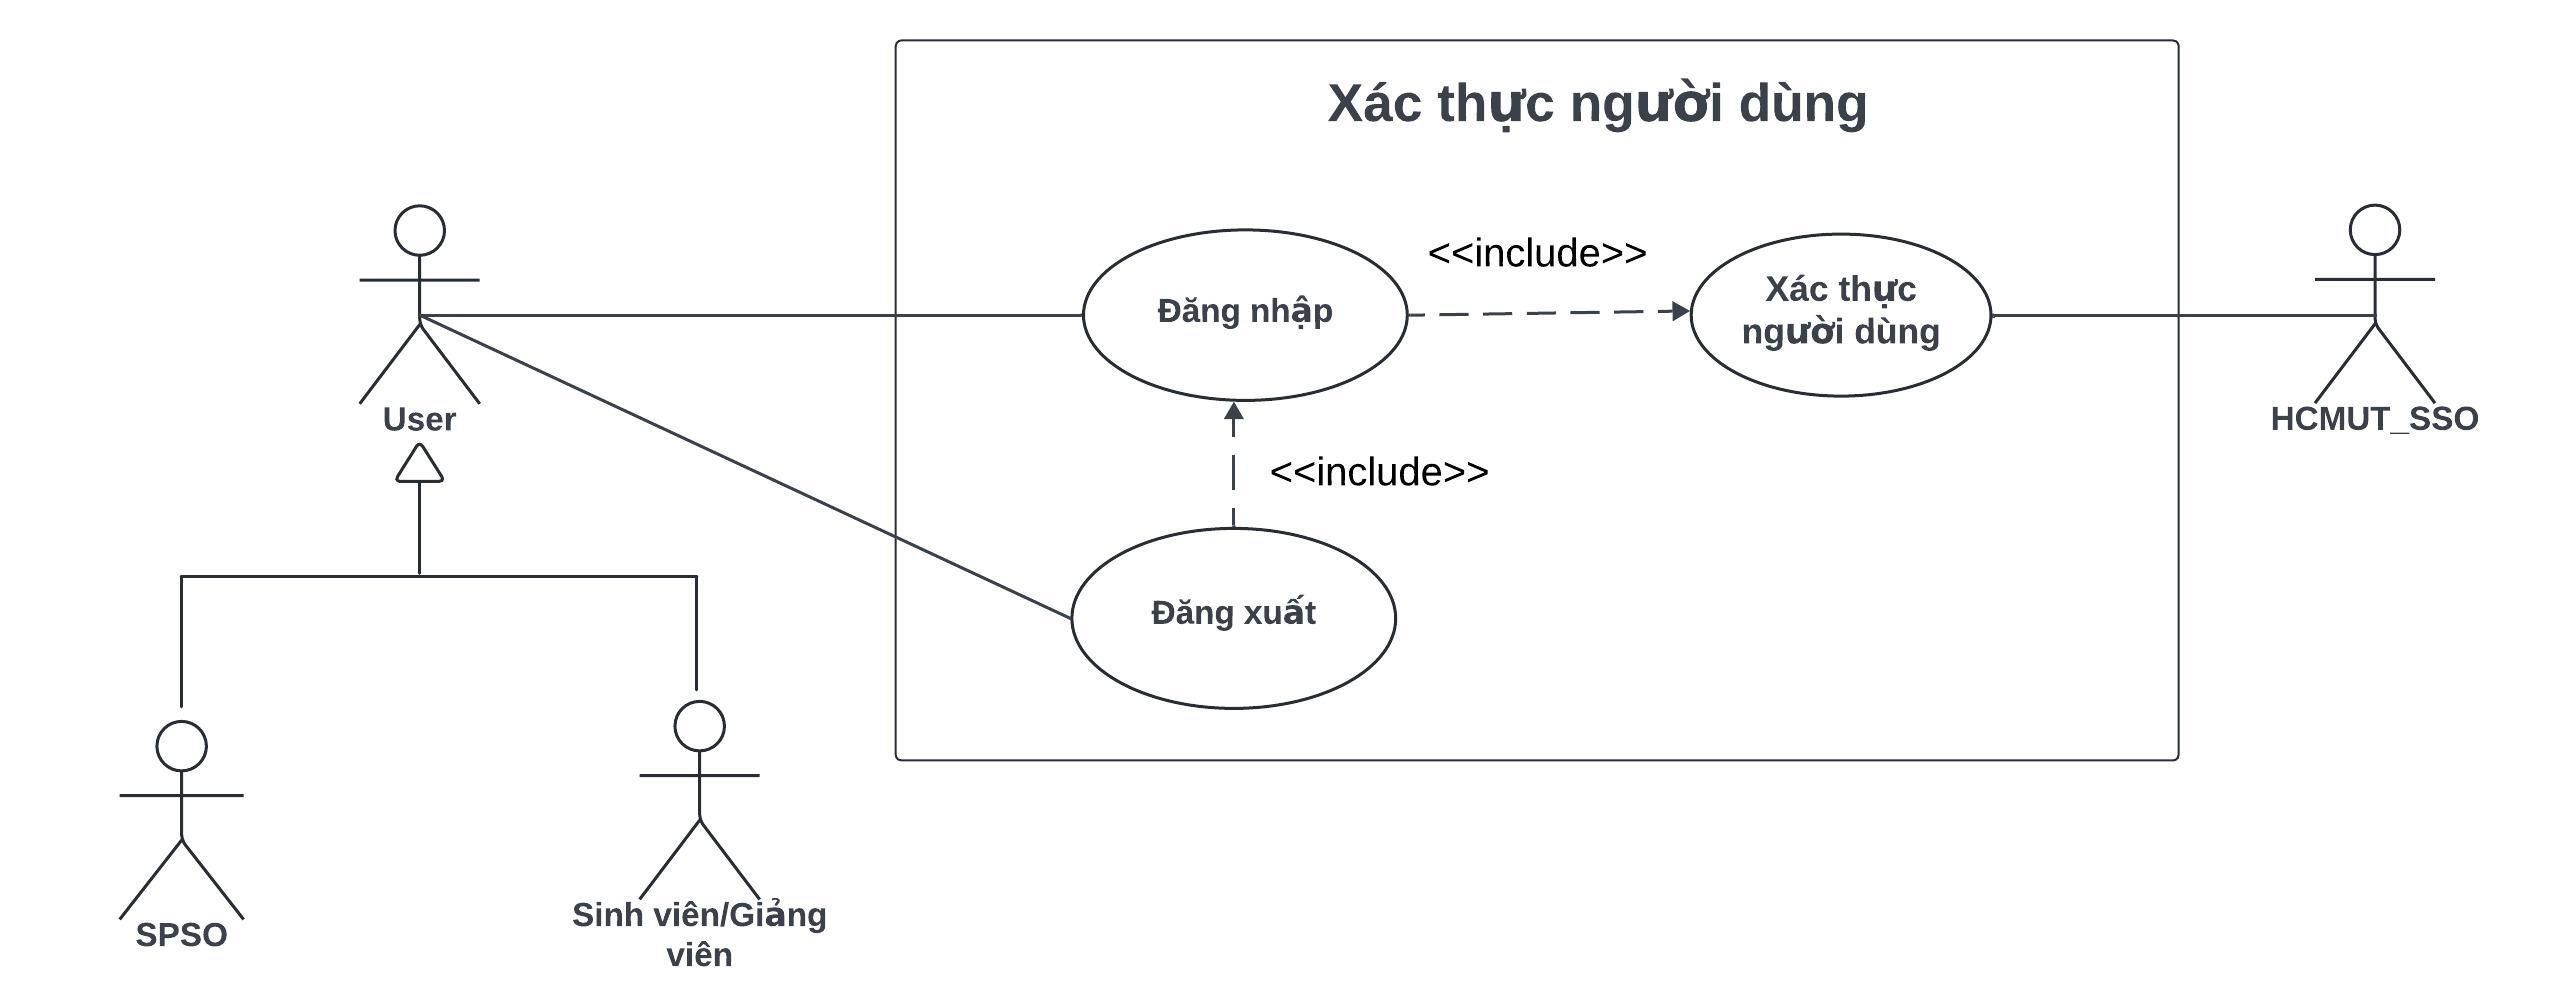 Xác thực người dùng
<<include>>
Đăng nhập
Xác thực
người dùng
User
HCMUT_SSO
<<include>>
Đăng xuất
SPSO
Sinh viên/Giảng
viên